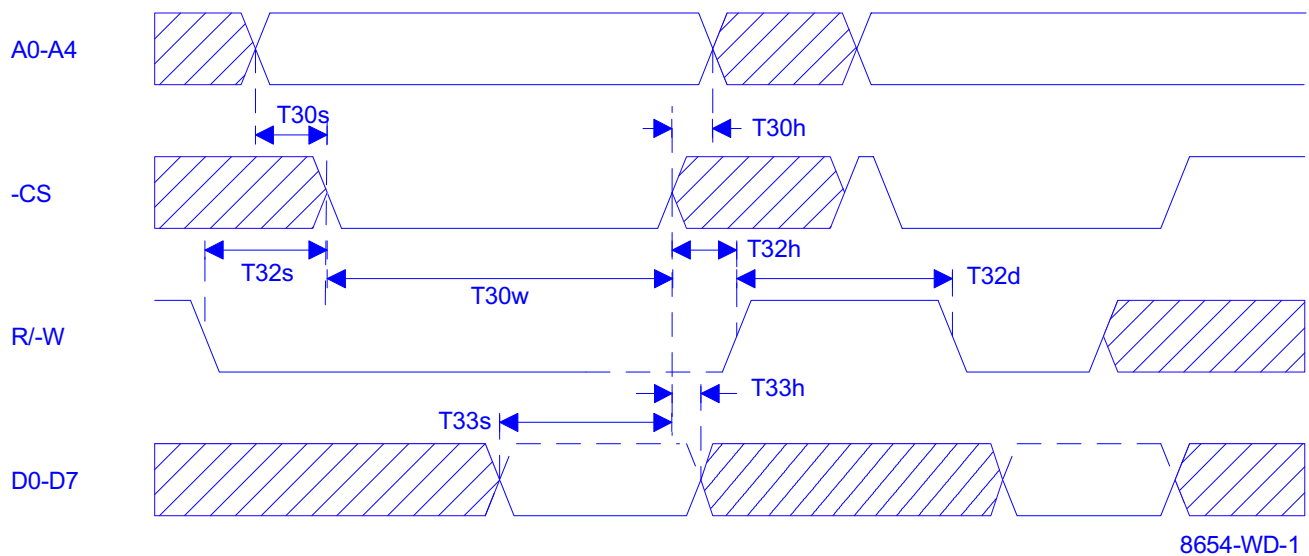 A0-A4
T30s
T30h
-CS
T32h
T32s
T32d
T30w
R/-W
T33h
T33s
D0-D7
8654-WD-1